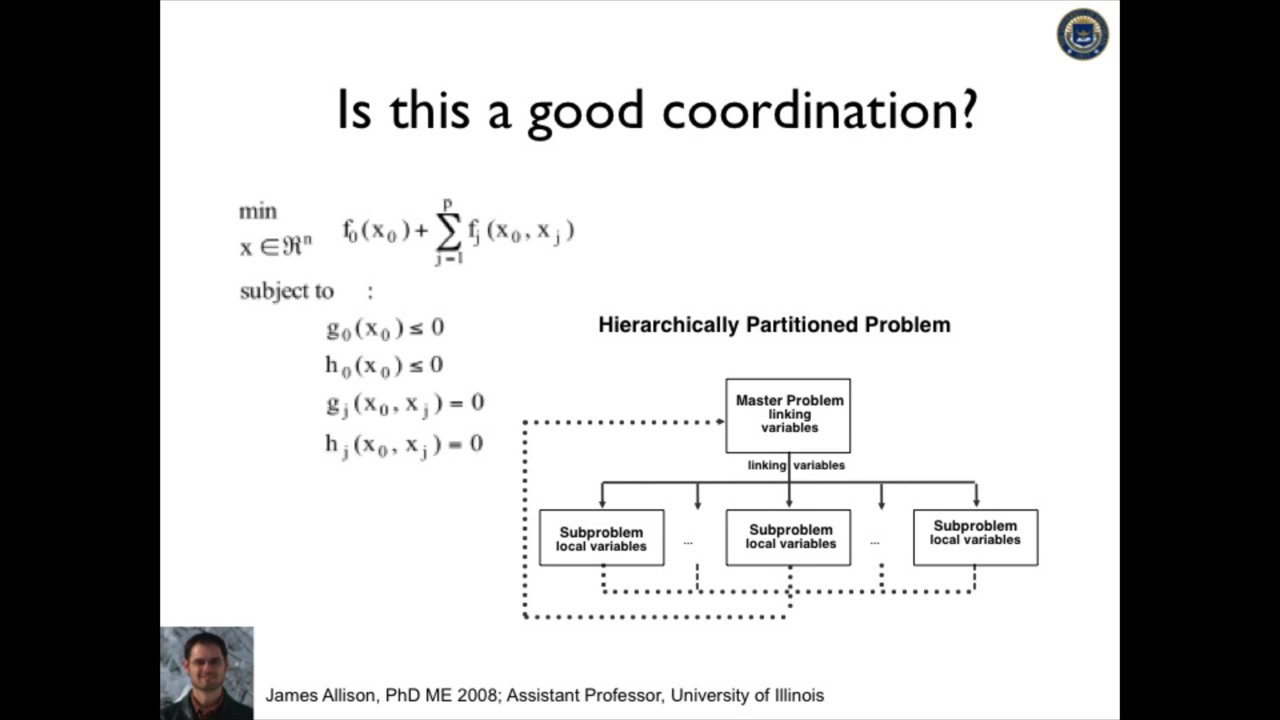 Is this a good coordination?
min
x ∈ ℜⁿ f₀(x₀) + ∑ⱼ₌₁ᵖ fⱼ(x₀, xⱼ)
subject to :
g₀(x₀) ≤ 0
h₀(x₀) ≤ 0
gⱼ(x₀, xⱼ) = 0
hⱼ(x₀, xⱼ) = 0
Hierarchically Partitioned Problem
Master Problem
linking
variables
linking variables
Subproblem
local variables
...
Subproblem
local variables
...
Subproblem
local variables
James Allison, PhD ME 2008; Assistant Professor, University of Illinois